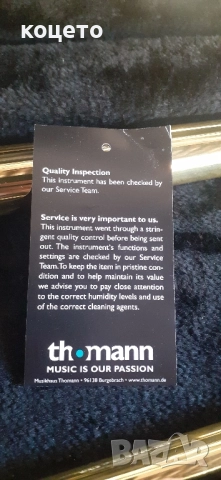 коцето
Quality Inspection
This instrument has been checked by
our Service Team.
Service is very important to us.
This instrument went through a strin-
gent quality control before being sent
out. The instrument's functions and
settings are checked by our Service
Team. To keep the item in pristine con-
dition and to help maintain its value
we advise you to pay close attention
to the correct humidity levels and use
of the correct cleaning agents.
th•mann
MUSIC IS OUR PASSION
Musikhaus Thomann • 96138 Burgebrach • www.thomann.de
BAZAR